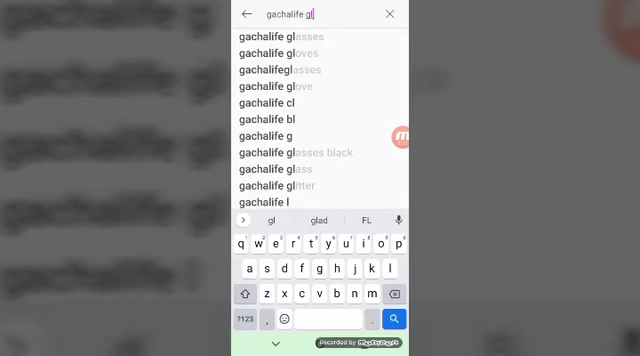 gachalife gl
gachalife glasses
gachalife gloves
gachalifeglasses
gachalife glove
gachalife cl
gachalife bl
gachalife g
gachalife glasses black
gachalife glass
gachalife glitter
gachalife l
gl glad FL
q w e r t y u i o p
a s d f g h j k l
z x c v b n m
?123 , .
Recorded by